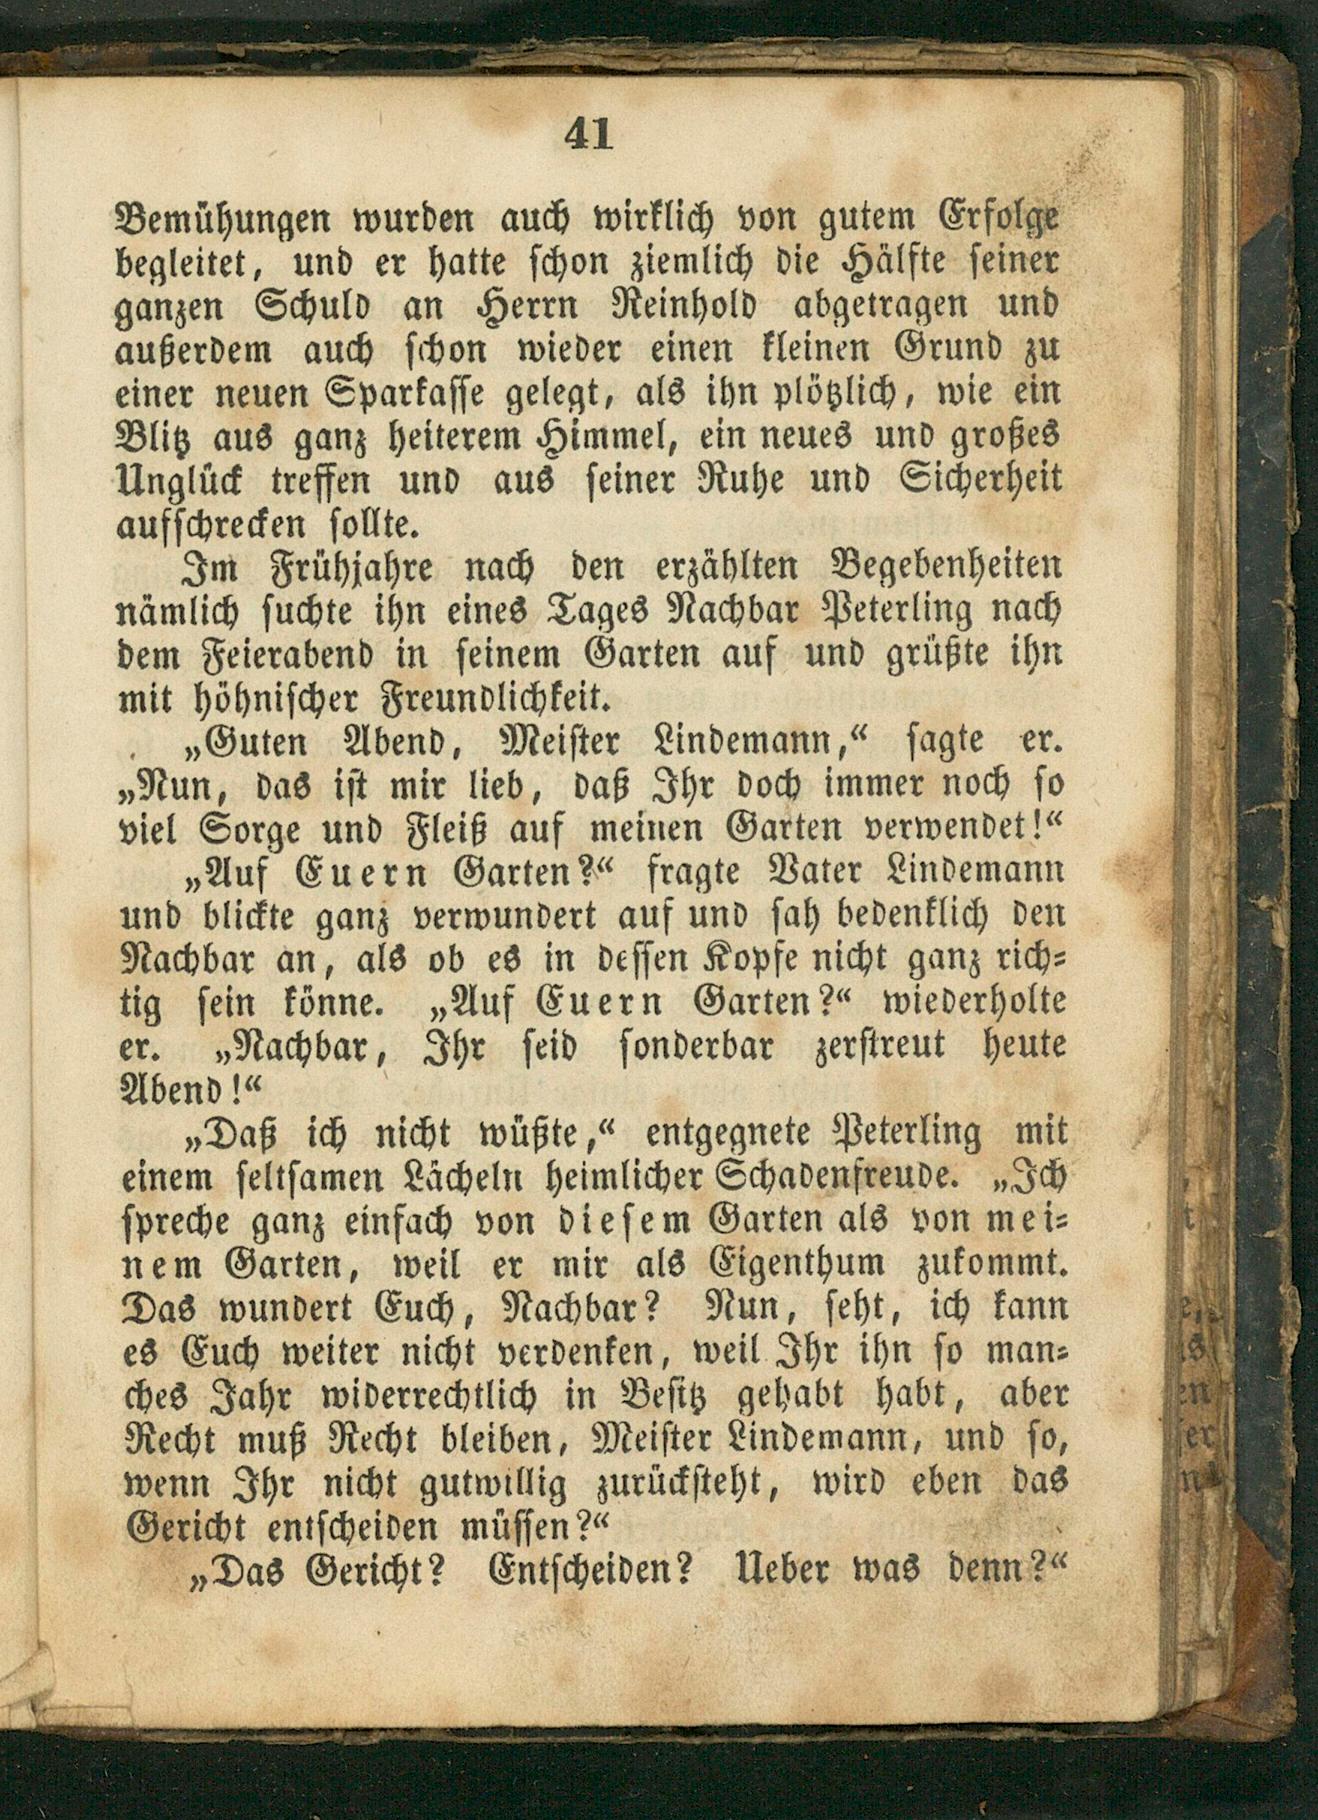 41
Bemühungen wurden auch wirklich von gutem Erfolge
begleitet, und er hatte schon ziemlich die Hälfte seiner
ganzen Schuld an Herrn Reinhold abgetragen und
außerdem auch schon wieder einen kleinen Grund zu
einer neuen Sparkasse gelegt, als ihn plötzlich, wie ein
Blitz aus ganz heiterem Himmel, ein neues und großes
Unglück treffen und aus seiner Ruhe und Sicherheit
aufschrecken sollte.
Im Frühjahre nach den erzählten Begebenheiten
nämlich suchte ihn eines Tages Nachbar Peterling nach
dem Feierabend in seinem Garten auf und grüßte ihn
mit höhnischer Freundlichkeit.
„Guten Abend, Meister Lindemann,“ sagte er.
„Nun, das ist mir lieb, daß Ihr doch immer noch so
viel Sorge und Fleiß auf meinen Garten verwendet!“
„Auf Euern Garten?“ fragte Vater Lindemann
und blickte ganz verwundert auf und sah bedenklich den
Nachbar an, als ob es in dessen Kopfe nicht ganz rich-
tig sein könne. „Auf Euern Garten?“ wiederholte
er. „Nachbar, Ihr seid sonderbar zerstreut heute
Abend!“
„Daß ich nicht wüßte,“ entgegnete Peterling mit
einem seltsamen Lächeln heimlicher Schadenfreude. „Ich
spreche ganz einfach von diesem Garten als von mei-
nem Garten, weil er mir als Eigenthum zukommt.
Das wundert Euch, Nachbar? Nun, seht, ich kann
es Euch weiter nicht verdenken, weil Ihr ihn so man-
ches Jahr widerrechtlich in Besitz gehabt habt, aber
Recht muß Recht bleiben, Meister Lindemann, und so,
wenn Ihr nicht gutwillig zurücksteht, wird eben das
Gericht entscheiden müssen?“
„Das Gericht? Entscheiden? Ueber was denn?“